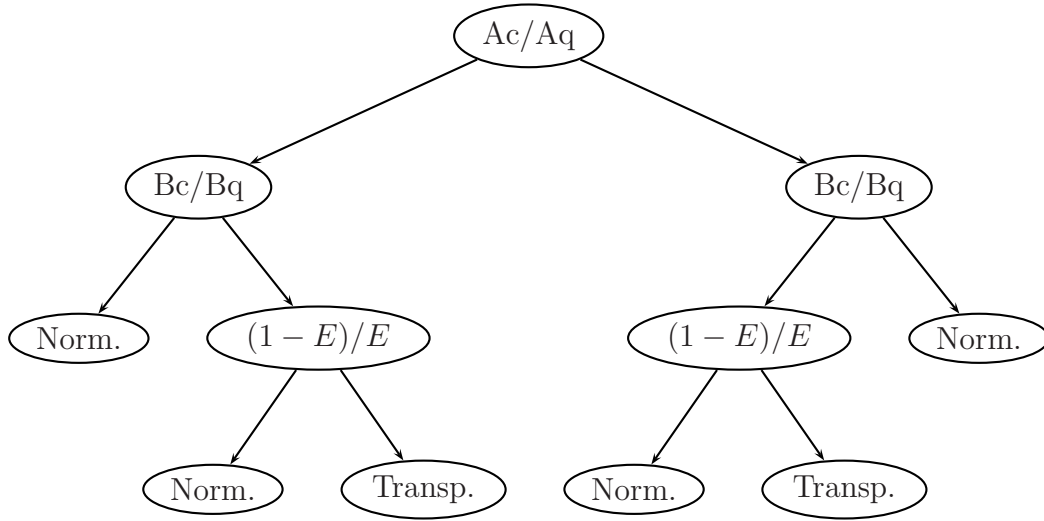 Ac/Aq
Bc/Bq
Bc/Bq
Norm.
(1 − E)/E
(1 − E)/E
Norm.
Norm.
Transp.
Norm.
Transp.